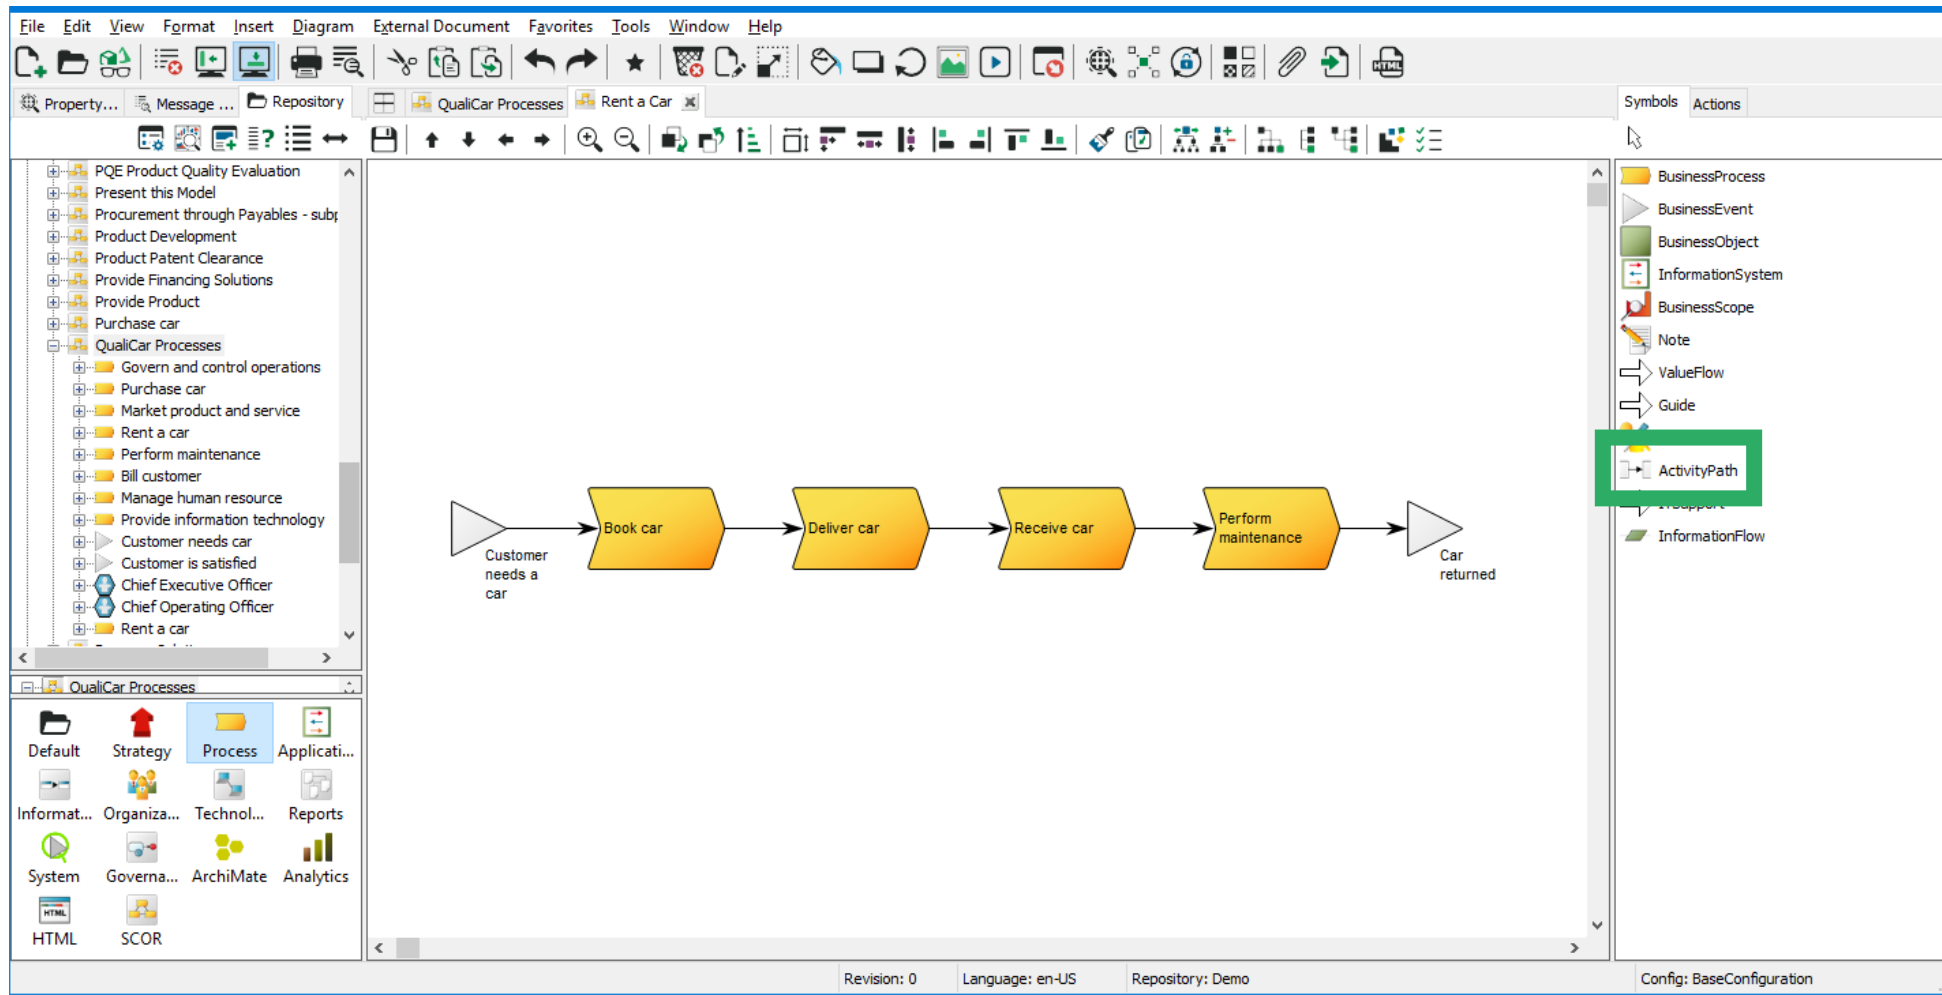 File Edit View Format Insert Diagram External Document Favorites Tools Window Help
HTML
Property... Message ... Repository
QualiCar Processes Rent a Car
Symbols Actions
PQE Product Quality Evaluation
Present this Model
Procurement through Payables - subp
Product Development
Product Patent Clearance
Provide Financing Solutions
Provide Product
Purchase car
QualiCar Processes
Govern and control operations
Purchase car
Market product and service
Rent a car
Perform maintenance
Bill customer
Manage human resource
Provide information technology
Customer needs car
Customer is satisfied
Chief Executive Officer
Chief Operating Officer
Rent a car
QualiCar Processes
Default Strategy Process Applicati...
Informat... Organiza... Technol... Reports
System Governa... ArchiMate Analytics
HTML
HTML SCOR
Customer
needs a
car
Book car
Deliver car
Receive car
Perform
maintenance
Car
returned
BusinessProcess
BusinessEvent
BusinessObject
InformationSystem
BusinessScope
Note
ValueFlow
Guide
ActivityPath
InformationFlow
Revision: 0 Language: en-US Repository: Demo Config: BaseConfiguration